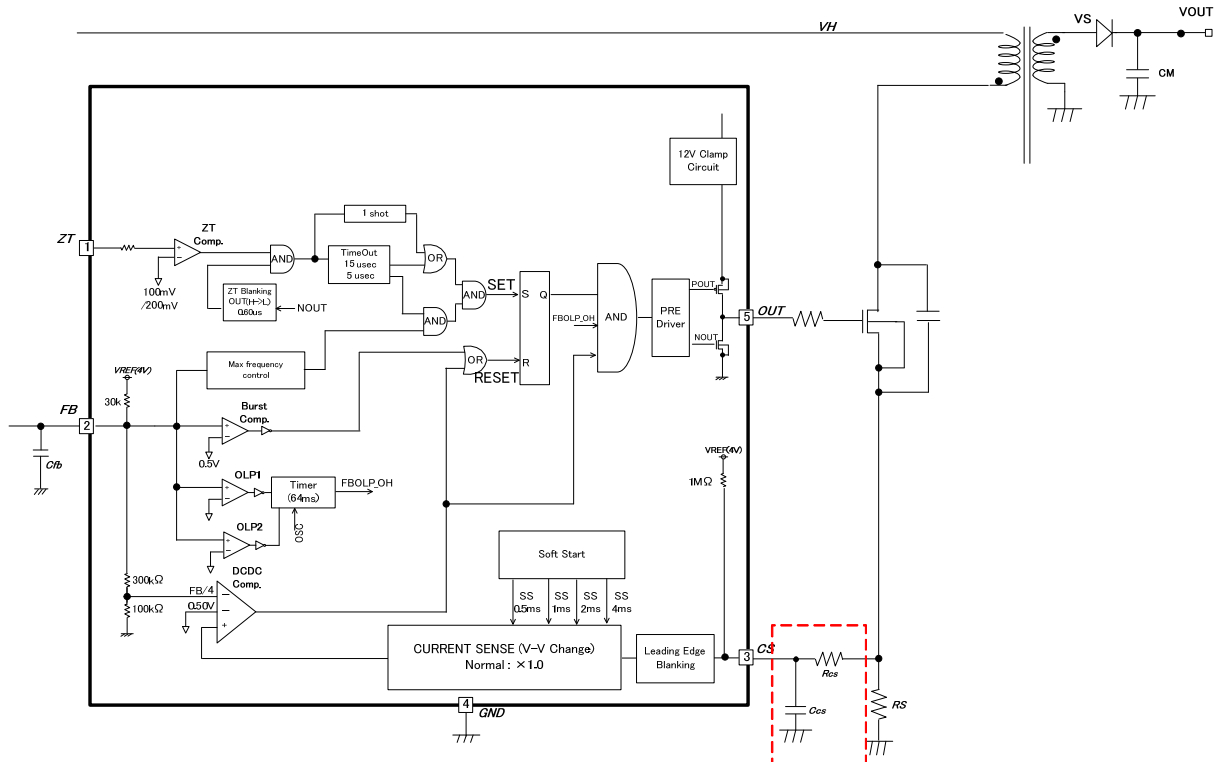 VH
VS
VOUT
CM
12V Clamp
Circuit
1 shot
ZT
Comp.
ZT
1
AND
TimeOut
15 usec
5 usec
OR
100mV
/200mV
ZT Blanking
OUT(H->L)
0.60us
NOUT
AND
SET
S
Q
R
AND
FBOLP_OH
AND
PRE
Driver
POUT
NOUT
5
OUT
Max frequency
control
OR
RESET
VREF(4V)
30k
FB
2
Cfb
Burst
Comp.
0.5V
OLP1
Timer
(64ms)
FBOLP_OH
OSC
OLP2
VREF(4V)
1MΩ
300kΩ
100kΩ
FB/4
0.50V
DCDC
Comp.
Soft Start
SS
0.5ms
SS
1ms
SS
2ms
SS
4ms
CURRENT SENSE (V-V Change)
Normal : ×1.0
Leading Edge
Blanking
3
CS
Rcs
Ccs
RS
4
GND